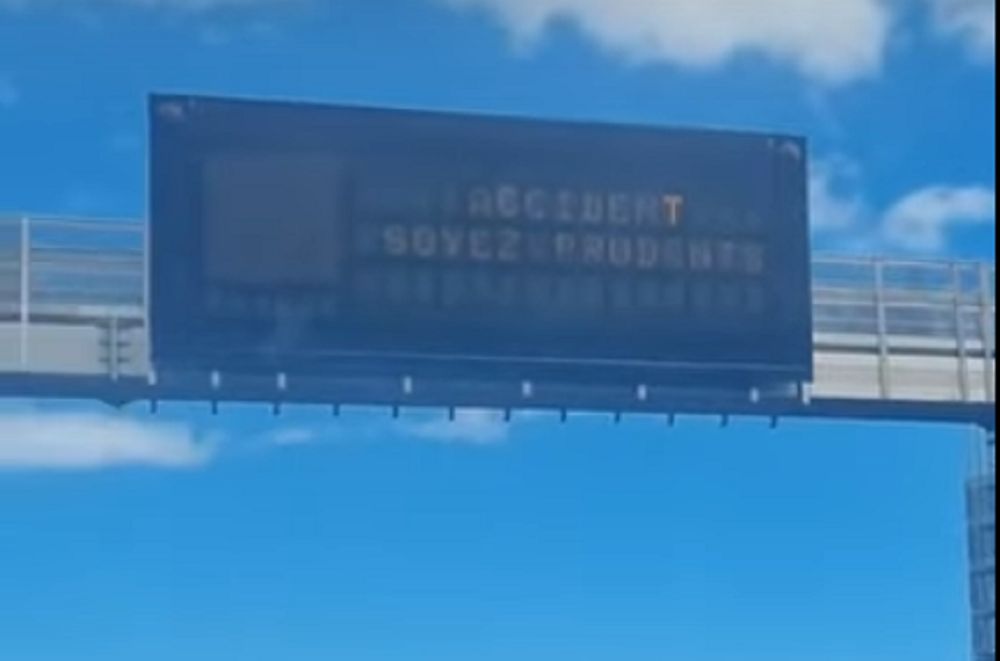 ACCIDENT
SOYEZ PRUDENTS